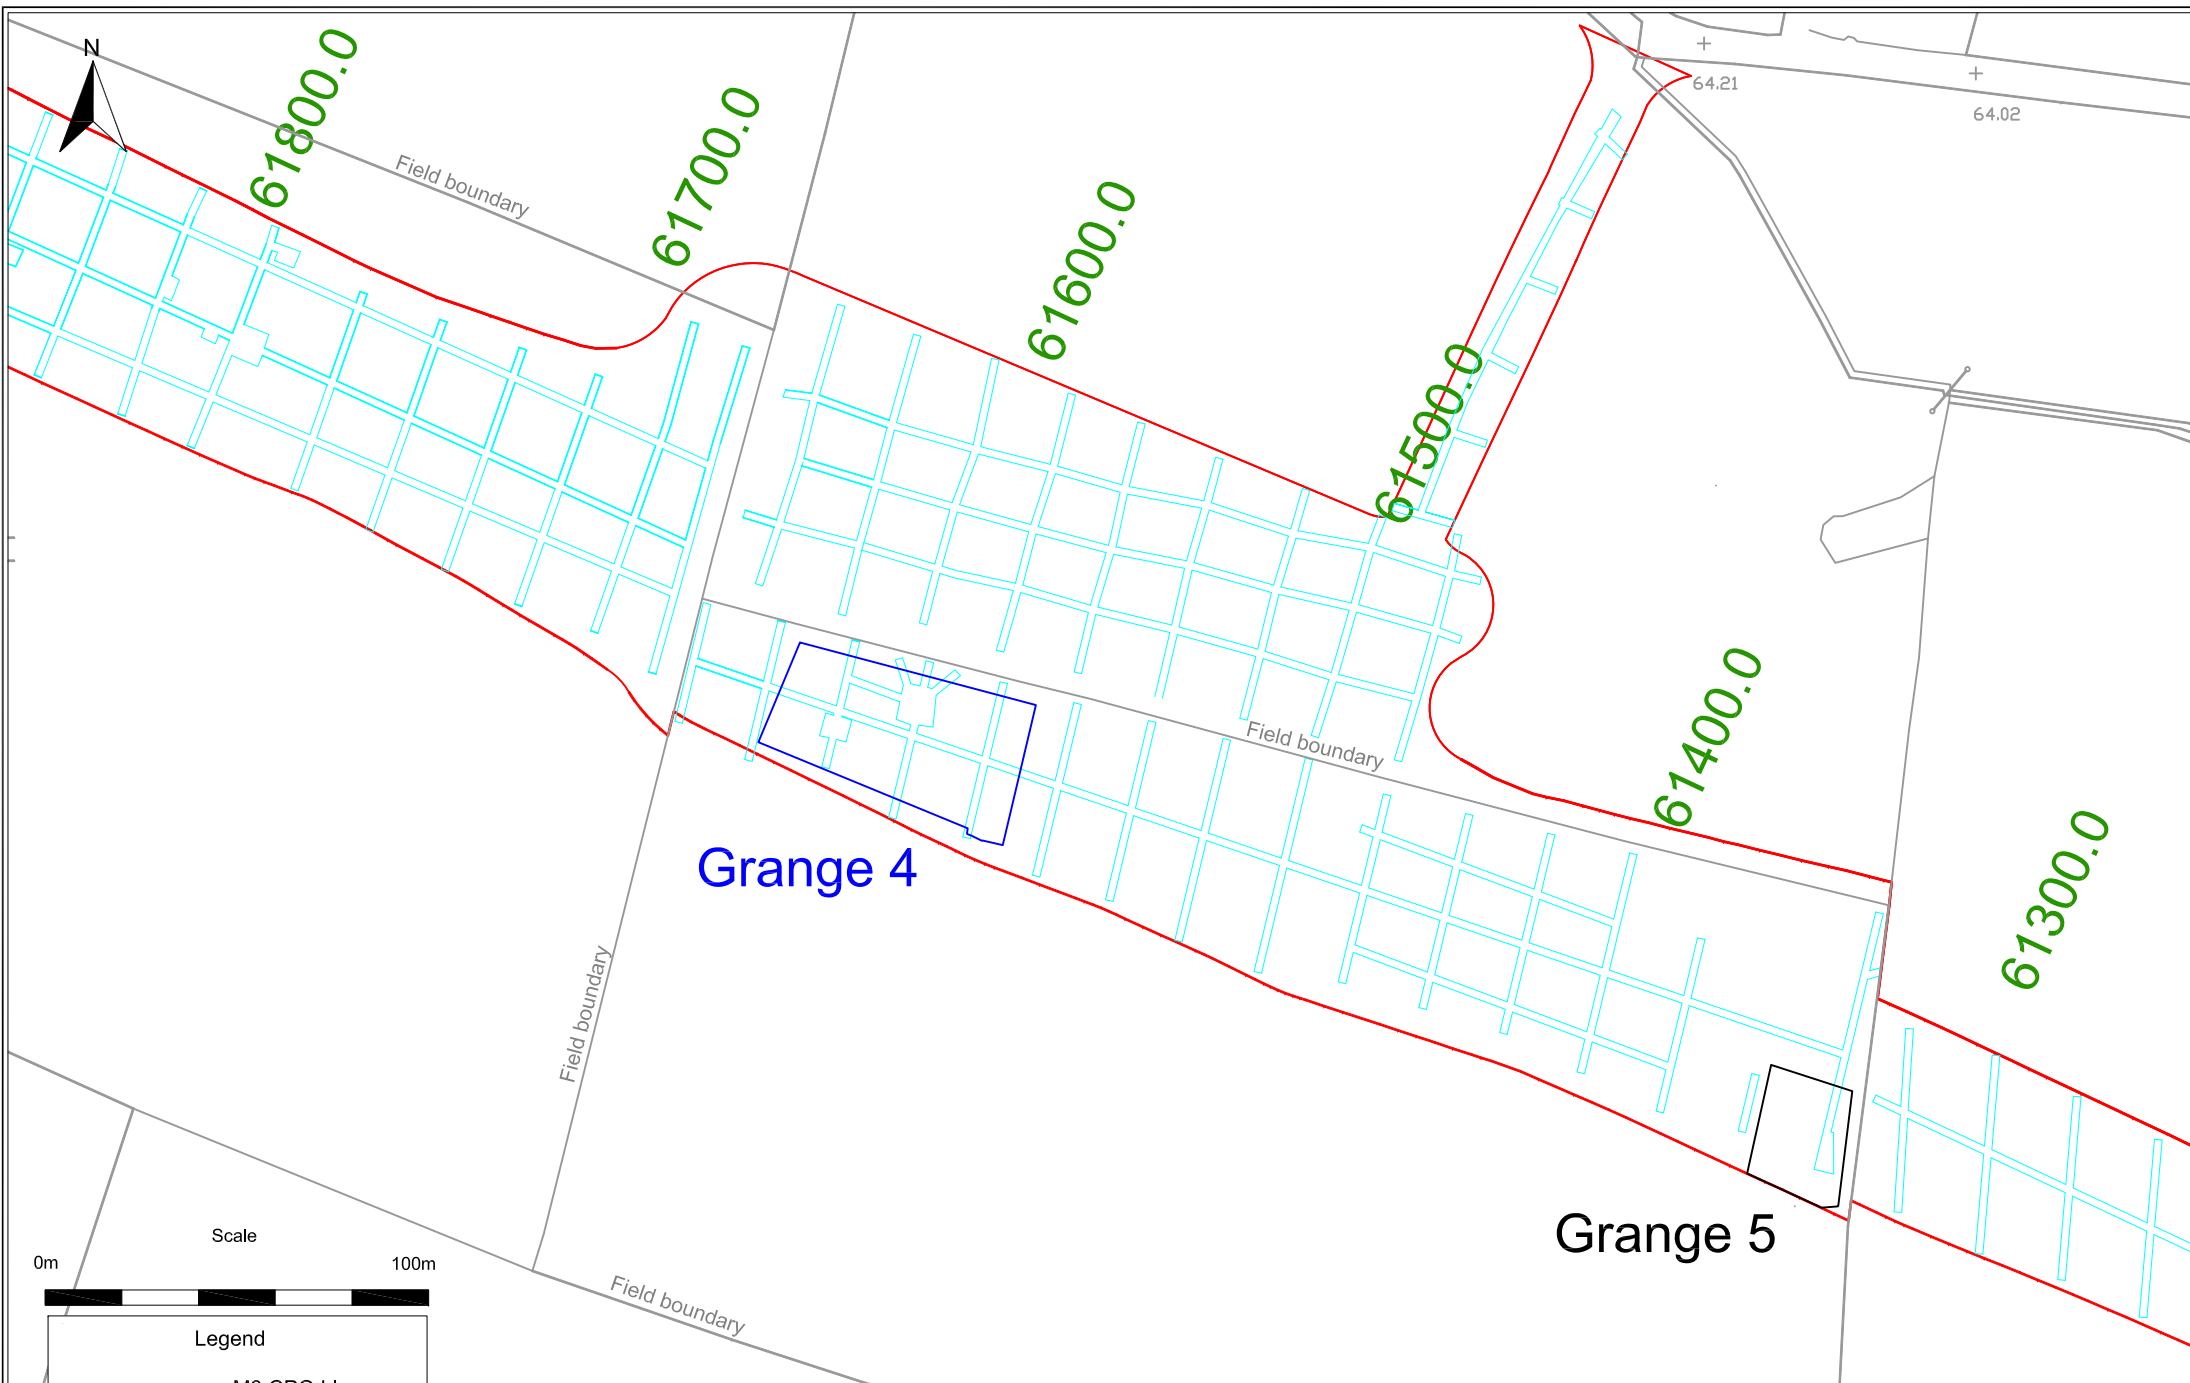 N
61800.0
61700.0
61600.0
61500.0
61400.0
61300.0
64.21
64.02
Field boundary
Field boundary
Field boundary
Field boundary
Grange 4
Grange 5
Scale
0m 100m
Legend